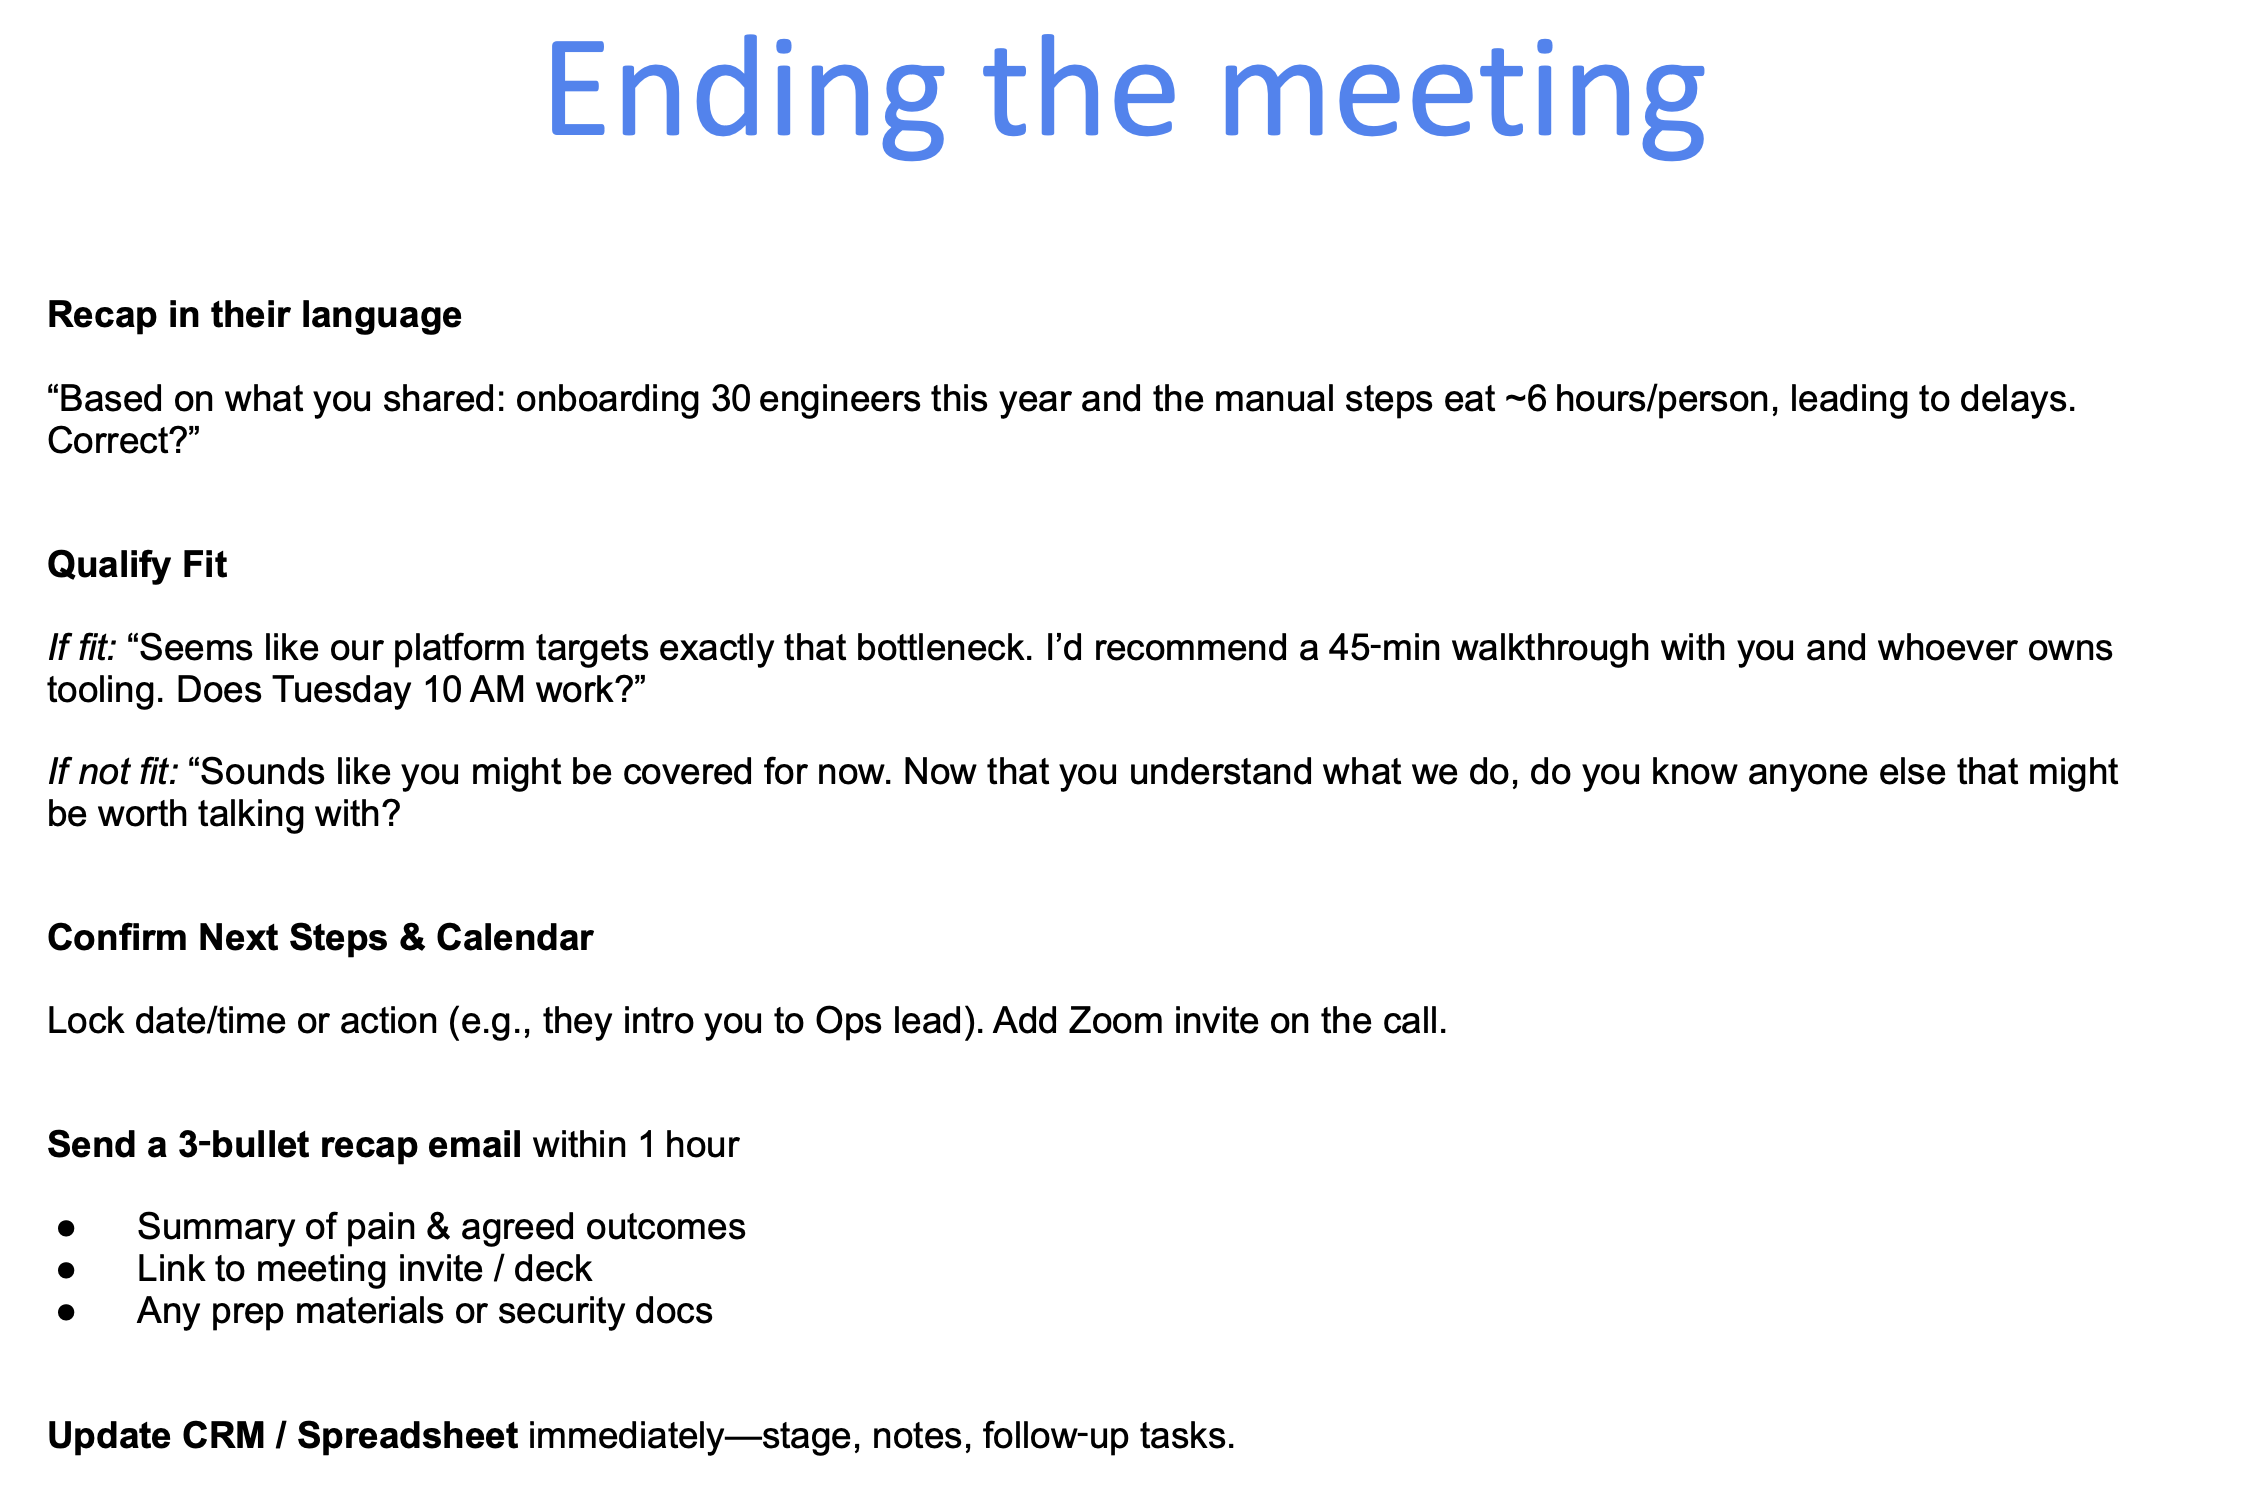 Ending the meeting
Recap in their language
“Based on what you shared: onboarding 30 engineers this year and the manual steps eat ~6 hours/person, leading to delays.
Correct?”
Qualify Fit
If fit: “Seems like our platform targets exactly that bottleneck. I’d recommend a 45-min walkthrough with you and whoever owns
tooling. Does Tuesday 10 AM work?”
If not fit: “Sounds like you might be covered for now. Now that you understand what we do, do you know anyone else that might
be worth talking with?
Confirm Next Steps & Calendar
Lock date/time or action (e.g., they intro you to Ops lead). Add Zoom invite on the call.
Send a 3-bullet recap email within 1 hour
● Summary of pain & agreed outcomes
● Link to meeting invite / deck
● Any prep materials or security docs
Update CRM / Spreadsheet immediately—stage, notes, follow-up tasks.